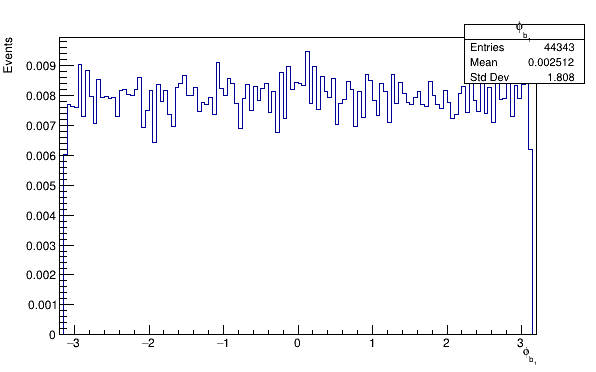 ϕ_b₁
Entries 44343
Mean 0.002512
Std Dev 1.808
Events
0.009
0.008
0.007
0.006
0.005
0.004
0.003
0.002
0.001
0
−3 −2 −1 0 1 2 3
ϕ_b₁